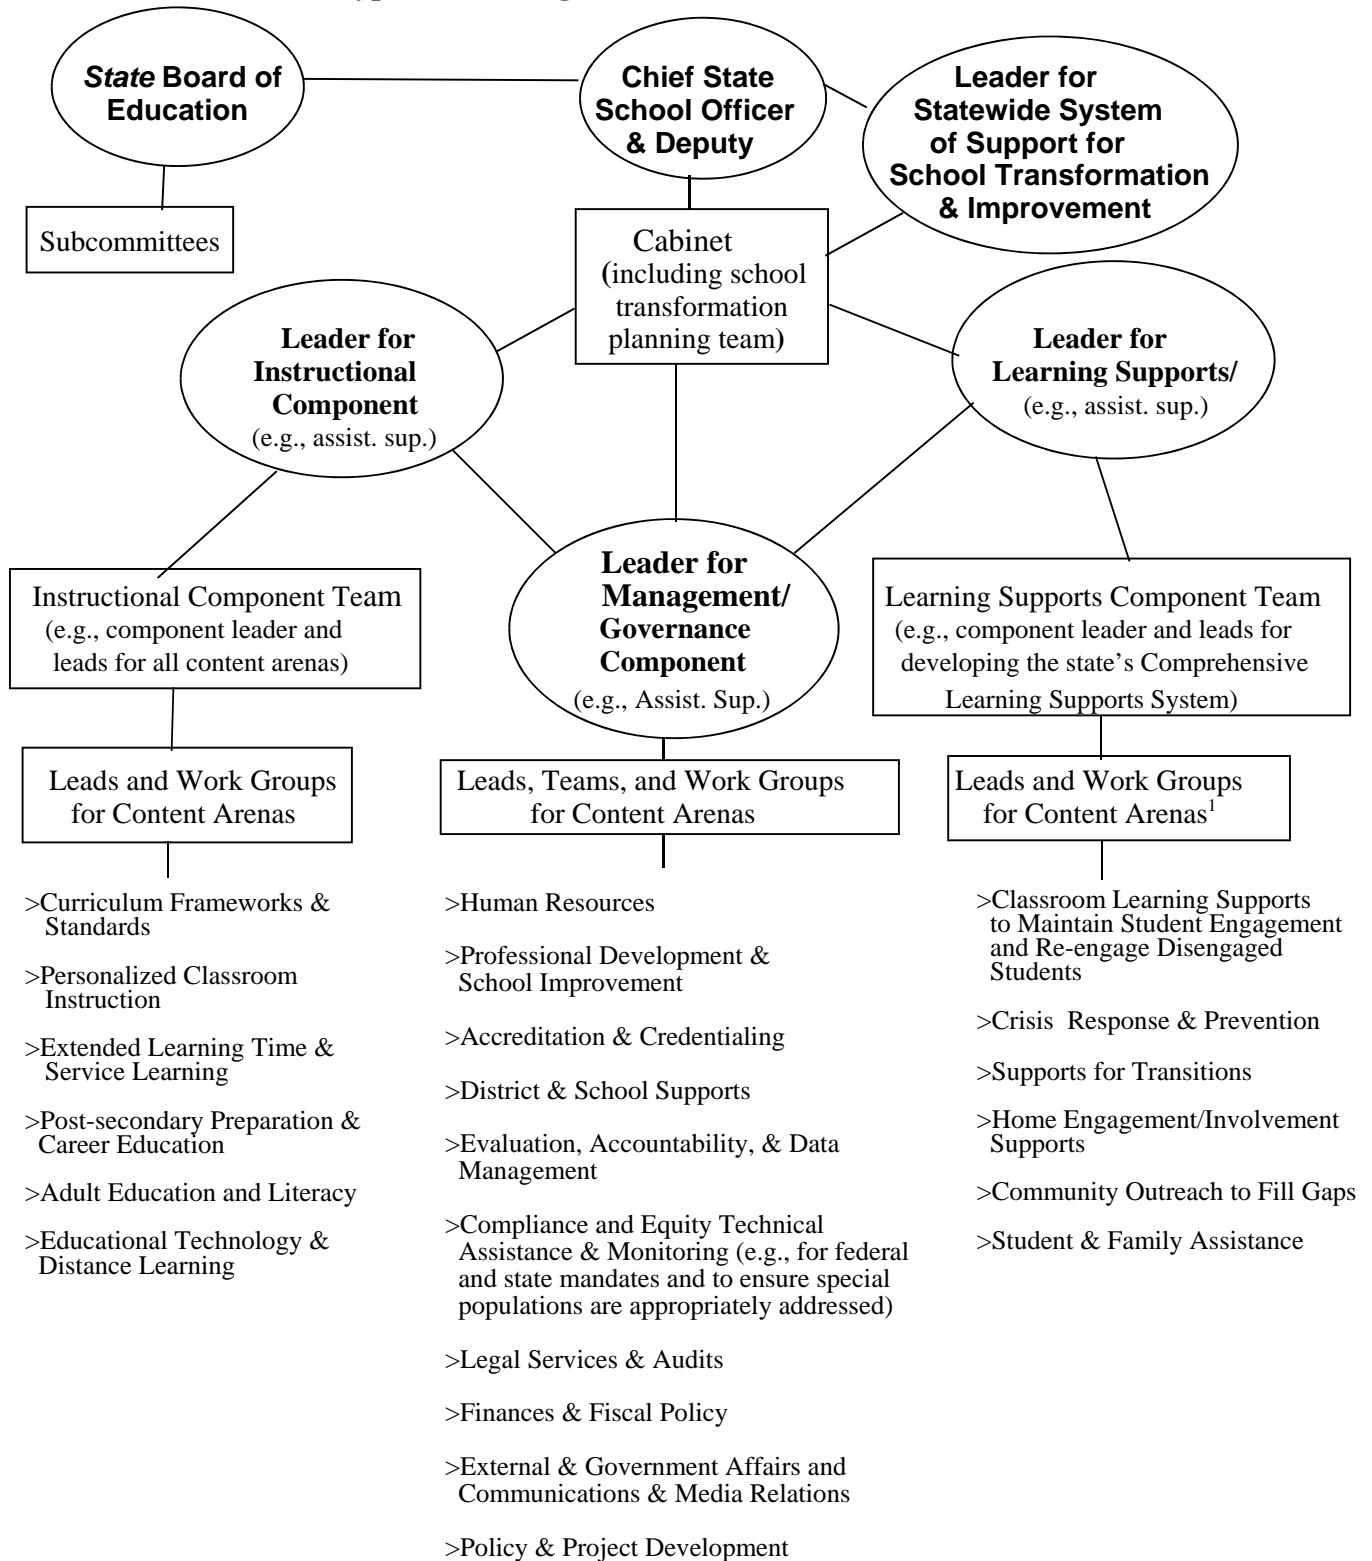 State Board of
Education
Chief State
School Officer
& Deputy
Leader for
Statewide System
of Support for
School Transformation
& Improvement
Subcommittees
Cabinet
(including school
transformation
planning team)
Leader for
Instructional
Component
(e.g., assist. sup.)
Leader for
Learning Supports/
(e.g., assist. sup.)
Leader for
Management/
Governance
Component
(e.g., Assist. Sup.)
Instructional Component Team
(e.g., component leader and
leads for all content arenas)
Learning Supports Component Team
(e.g., component leader and leads for
developing the state’s Comprehensive
Learning Supports System)
Leads and Work Groups
for Content Arenas
Leads, Teams, and Work Groups
for Content Arenas
Leads and Work Groups
for Content Arenas¹
>Curriculum Frameworks &
Standards
>Personalized Classroom
Instruction
>Extended Learning Time &
Service Learning
>Post-secondary Preparation &
Career Education
>Adult Education and Literacy
>Educational Technology &
Distance Learning
>Human Resources
>Professional Development &
School Improvement
>Accreditation & Credentialing
>District & School Supports
>Evaluation, Accountability, & Data
Management
>Compliance and Equity Technical
Assistance & Monitoring (e.g., for federal
and state mandates and to ensure special
populations are appropriately addressed)
>Legal Services & Audits
>Finances & Fiscal Policy
>External & Government Affairs and
Communications & Media Relations
>Policy & Project Development
>Classroom Learning Supports
to Maintain Student Engagement
and Re-engage Disengaged
Students
>Crisis Response & Prevention
>Supports for Transitions
>Home Engagement/Involvement
Supports
>Community Outreach to Fill Gaps
>Student & Family Assistance